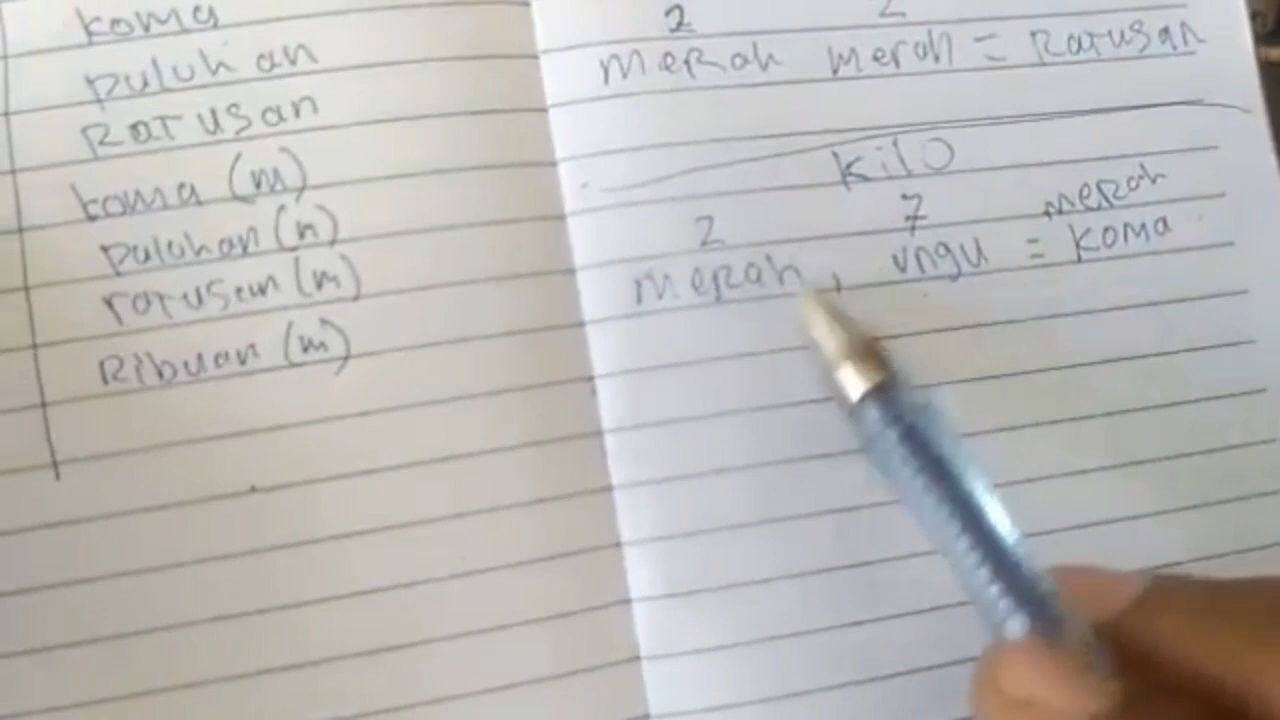 koma
puluhan
Ratusan
koma (m)
puluhan (m)
ratusan (m)
Ribuan (m)
2 2
merah merah = Ratusan
kilo
2 7 merah
merah, ungu = koma